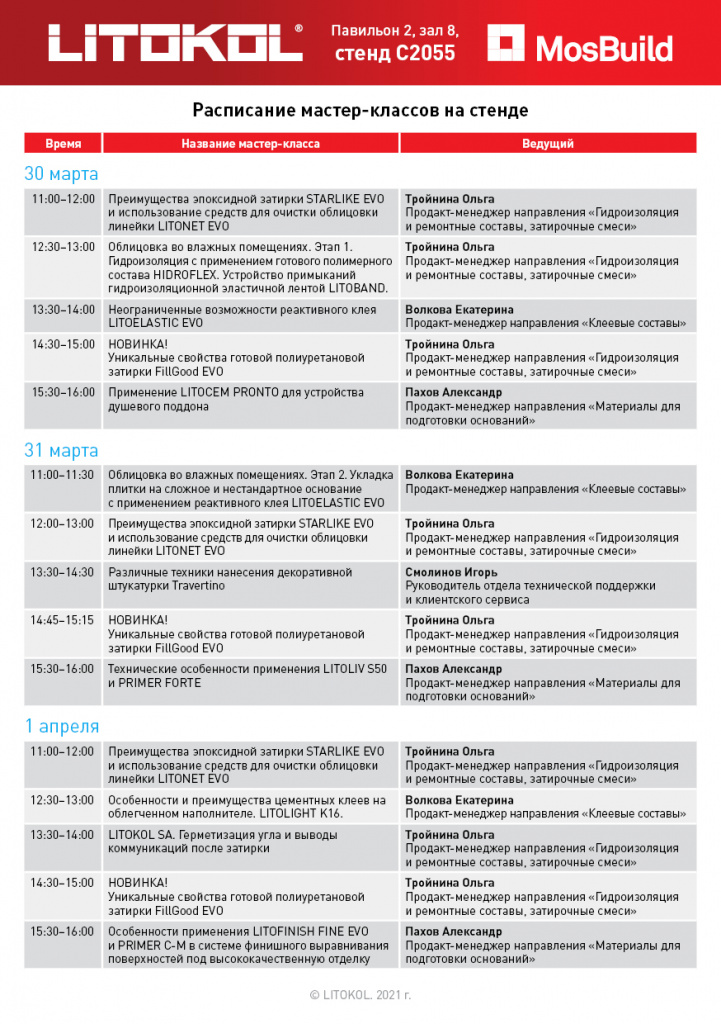 LITOKOL®
Павильон 2, зал 8,
стенд C2055
MosBuild
Расписание мастер-классов на стенде
Время Название мастер-класса Ведущий
30 марта
11:00–12:00 Преимущества эпоксидной затирки STARLIKE EVO Тройнина Ольга
и использование средств для очистки облицовки Продакт-менеджер направления «Гидроизоляция
линейки LITONET EVO и ремонтные составы, затирочные смеси»
12:30–13:00 Облицовка во влажных помещениях. Этап 1. Тройнина Ольга
Гидроизоляция с применением готового полимерного Продакт-менеджер направления «Гидроизоляция
состава HIDROFLEX. Устройство примыканий и ремонтные составы, затирочные смеси»
гидроизоляционной эластичной лентой LITOBAND.
13:30–14:00 Неограниченные возможности реактивного клея Волкова Екатерина
LITOELASTIC EVO Продакт-менеджер направления «Клеевые составы»
14:30–15:00 НОВИНКА! Тройнина Ольга
Уникальные свойства готовой полиуретановой Продакт-менеджер направления «Гидроизоляция
затирки FillGood EVO и ремонтные составы, затирочные смеси»
15:30–16:00 Применение LITOCEM PRONTO для устройства Пахов Александр
душевого поддона Продакт-менеджер направления «Материалы для
подготовки оснований»
31 марта
11:00–11:30 Облицовка во влажных помещениях. Этап 2. Укладка Волкова Екатерина
плитки на сложное и нестандартное основание Продакт-менеджер направления «Клеевые составы»
с применением реактивного клея LITOELASTIC EVO
12:00–13:00 Преимущества эпоксидной затирки STARLIKE EVO Тройнина Ольга
и использование средств для очистки облицовки Продакт-менеджер направления «Гидроизоляция
линейки LITONET EVO и ремонтные составы, затирочные смеси»
13:30–14:30 Различные техники нанесения декоративной Смолинов Игорь
штукатурки Travertino Руководитель отдела технической поддержки
и клиентского сервиса
14:45–15:15 НОВИНКА! Тройнина Ольга
Уникальные свойства готовой полиуретановой Продакт-менеджер направления «Гидроизоляция
затирки FillGood EVO и ремонтные составы, затирочные смеси»
15:30–16:00 Технические особенности применения LITOLIV S50 Пахов Александр
и PRIMER FORTE Продакт-менеджер направления «Материалы для
подготовки оснований»
1 апреля
11:00–12:00 Преимущества эпоксидной затирки STARLIKE EVO Тройнина Ольга
и использование средств для очистки облицовки Продакт-менеджер направления «Гидроизоляция
линейки LITONET EVO и ремонтные составы, затирочные смеси»
12:30–13:00 Особенности и преимущества цементных клеев на Волкова Екатерина
облегченном наполнителе. LITOLIGHT K16. Продакт-менеджер направления «Клеевые составы»
13:30–14:00 LITOKOL SA. Герметизация угла и выводы Тройнина Ольга
коммуникаций после затирки Продакт-менеджер направления «Гидроизоляция
и ремонтные составы, затирочные смеси»
14:30–15:00 НОВИНКА! Тройнина Ольга
Уникальные свойства готовой полиуретановой Продакт-менеджер направления «Гидроизоляция
затирки FillGood EVO и ремонтные составы, затирочные смеси»
15:30–16:00 Особенности применения LITOFINISH FINE EVO Пахов Александр
и PRIMER C-M в системе финишного выравнивания Продакт-менеджер направления «Материалы для
поверхностей под высококачественную отделку подготовки оснований»
© LITOKOL. 2021 г.